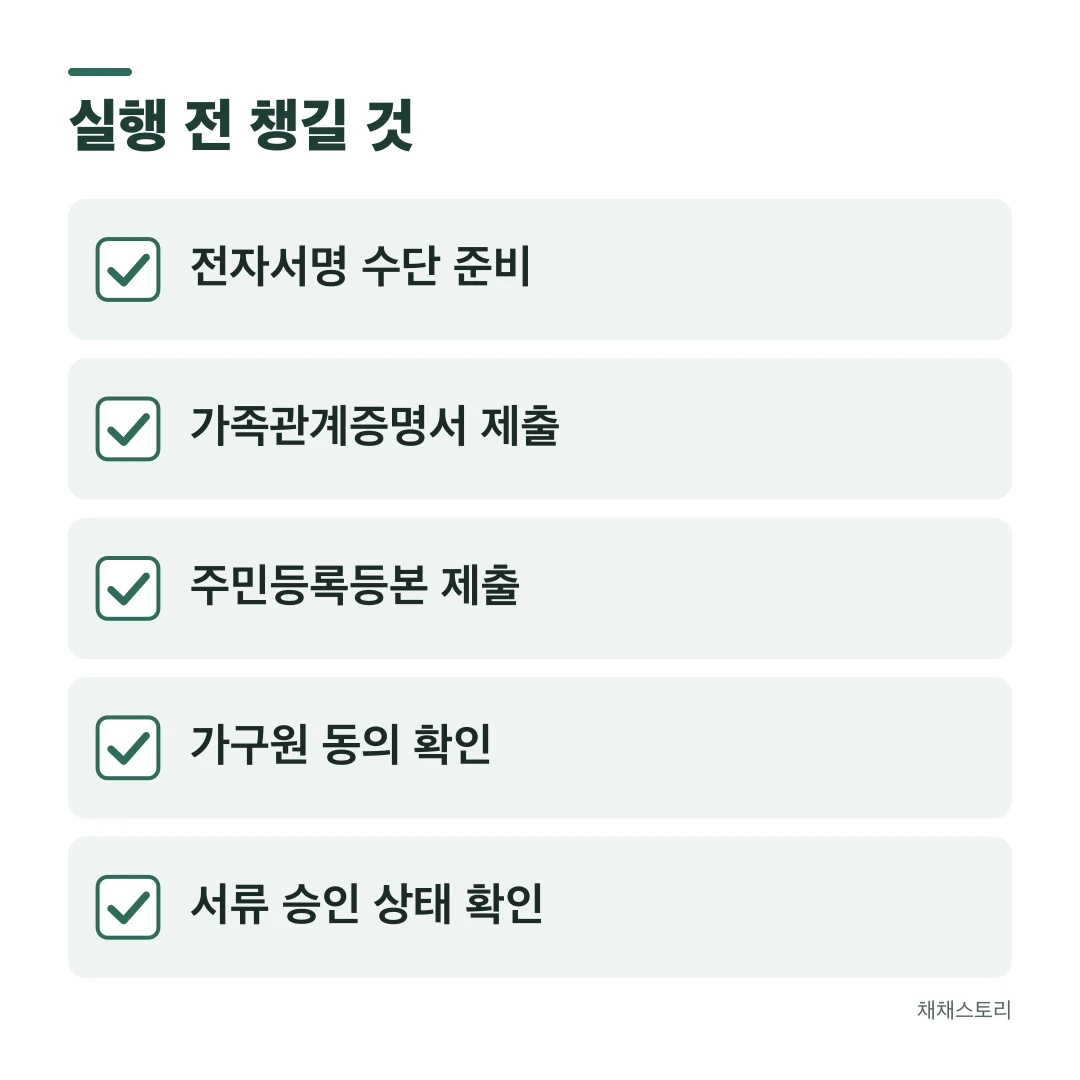 실행 전 챙길 것
전자서명 수단 준비
가족관계증명서 제출
주민등록등본 제출
가구원 동의 확인
서류 승인 상태 확인
채채스토리